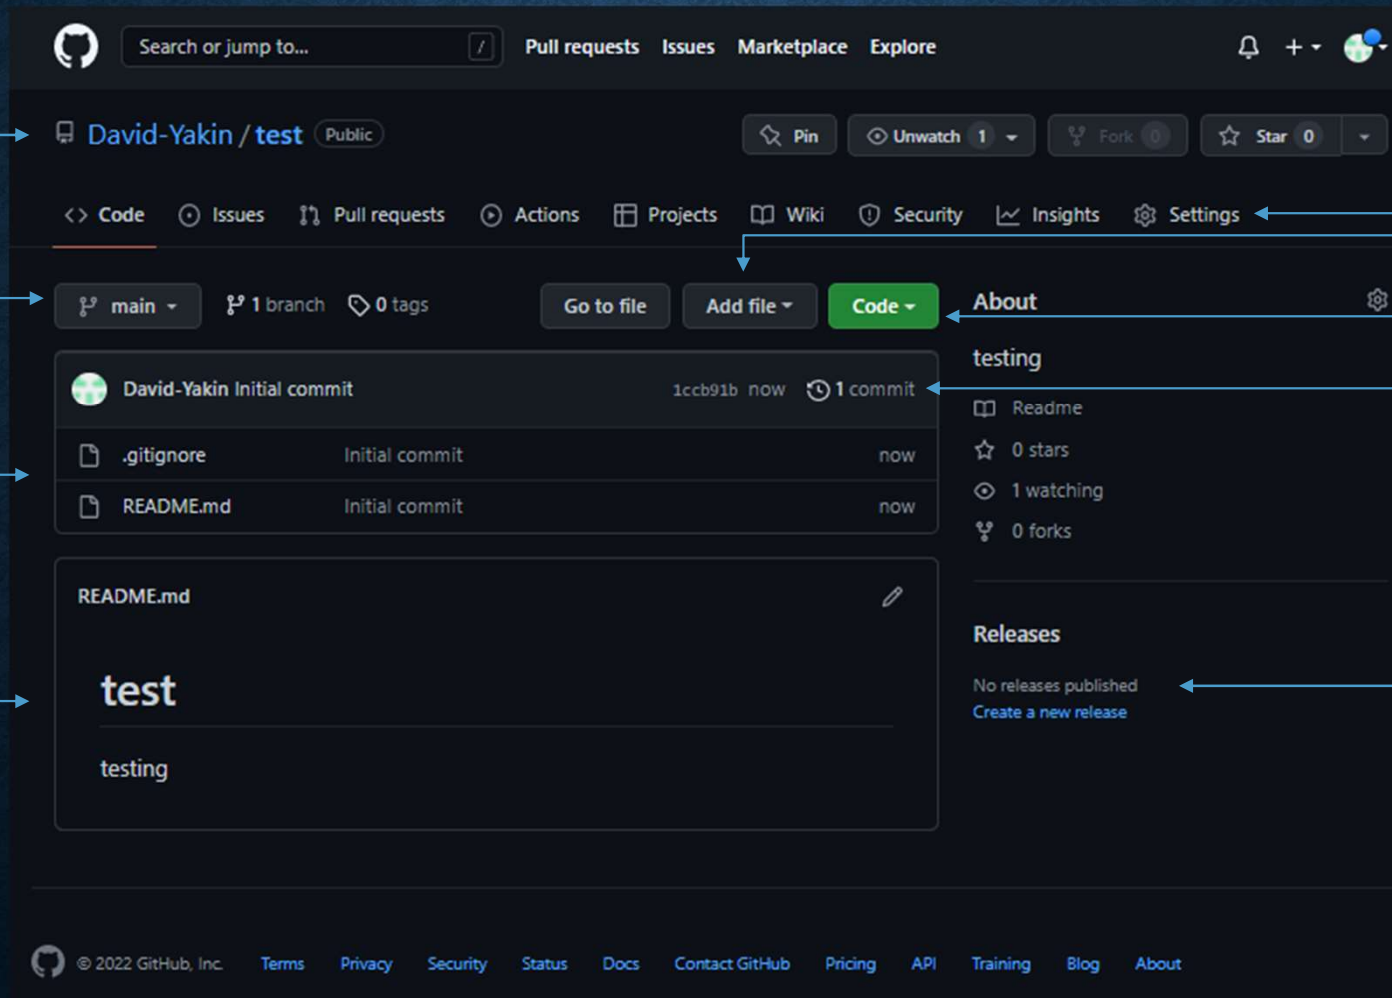 Search or jump to... / Pull requests Issues Marketplace Explore
David-Yakin / test Public Pin Unwatch 1 Fork 0 Star 0
Code Issues Pull requests Actions Projects Wiki Security Insights Settings
main 1 branch 0 tags Go to file Add file Code
About
testing
David-Yakin Initial commit 1ccb91b now 1 commit
Readme
.gitignore Initial commit now
0 stars
1 watching
README.md Initial commit now
0 forks
README.md
Releases
test
No releases published
Create a new release
testing
© 2022 GitHub, Inc. Terms Privacy Security Status Docs Contact GitHub Pricing API Training Blog About